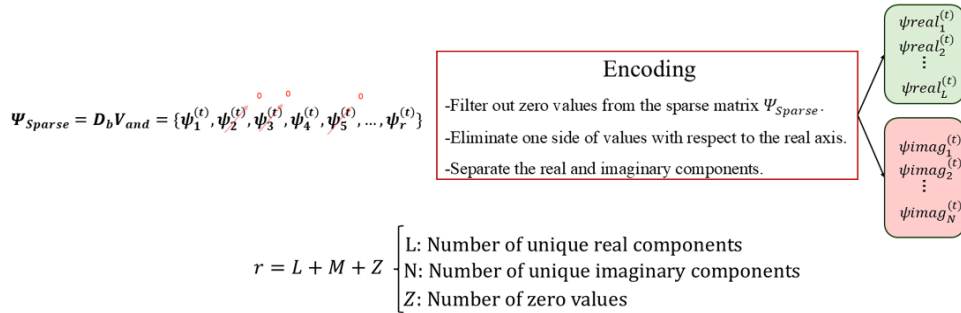 Ψ_Sparse = D_b V_and = {ψ_1^(t), ψ_2^(t), ψ_3^(t), ψ_4^(t), ψ_5^(t), …, ψ_r^(t)}
0 0 0
Encoding
-Filter out zero values from the sparse matrix Ψ_Sparse.
-Eliminate one side of values with respect to the real axis.
-Separate the real and imaginary components.
ψreal_1^(t)
ψreal_2^(t)
⋮
ψreal_L^(t)
ψimag_1^(t)
ψimag_2^(t)
⋮
ψimag_N^(t)
r = L + M + Z
L: Number of unique real components
N: Number of unique imaginary components
Z: Number of zero values